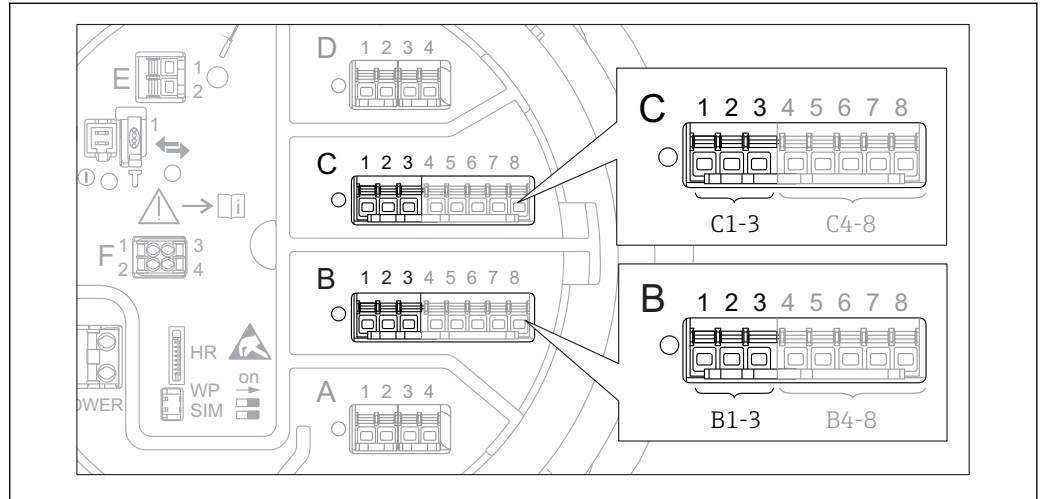 D 1 2 3 4
E 1
2
1
C 1 2 3 4 5 6 7 8
C 1 2 3 4 5 6 7 8
C1-3 C4-8
i
F 1 3
2 4
B 1 2 3 4 5 6 7 8
B 1 2 3 4 5 6 7 8
B1-3 B4-8
HR
WP on
SIM
OWER
A 1 2 3 4